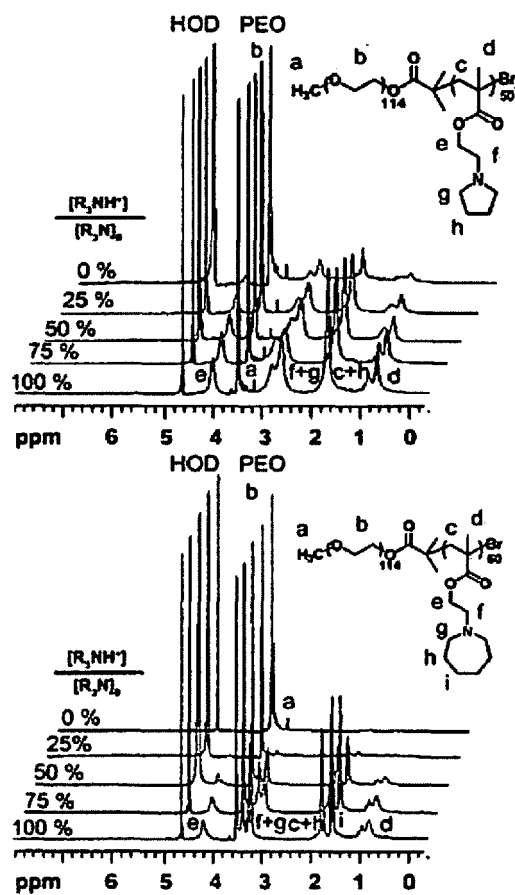 HOD PEO
b
a
b
c
d
H₃C
O
114
O
O
Br
50
O
O
e
f
N
g
h
[R₃NH⁺]
[R₃N]₀
0 %
25 %
50 %
75 %
100 %
e
a
f+g
c+h
d
ppm 6 5 4 3 2 1 0
HOD PEO
b
a
b
c
d
H₃C
O
114
O
O
Br
50
O
O
e
f
g
N
h
i
[R₃NH⁺]
[R₃N]₀
a
0 %
25%
50 %
75 %
100 %
e
f+g
c+h
i
d
ppm 6 5 4 3 2 1 0